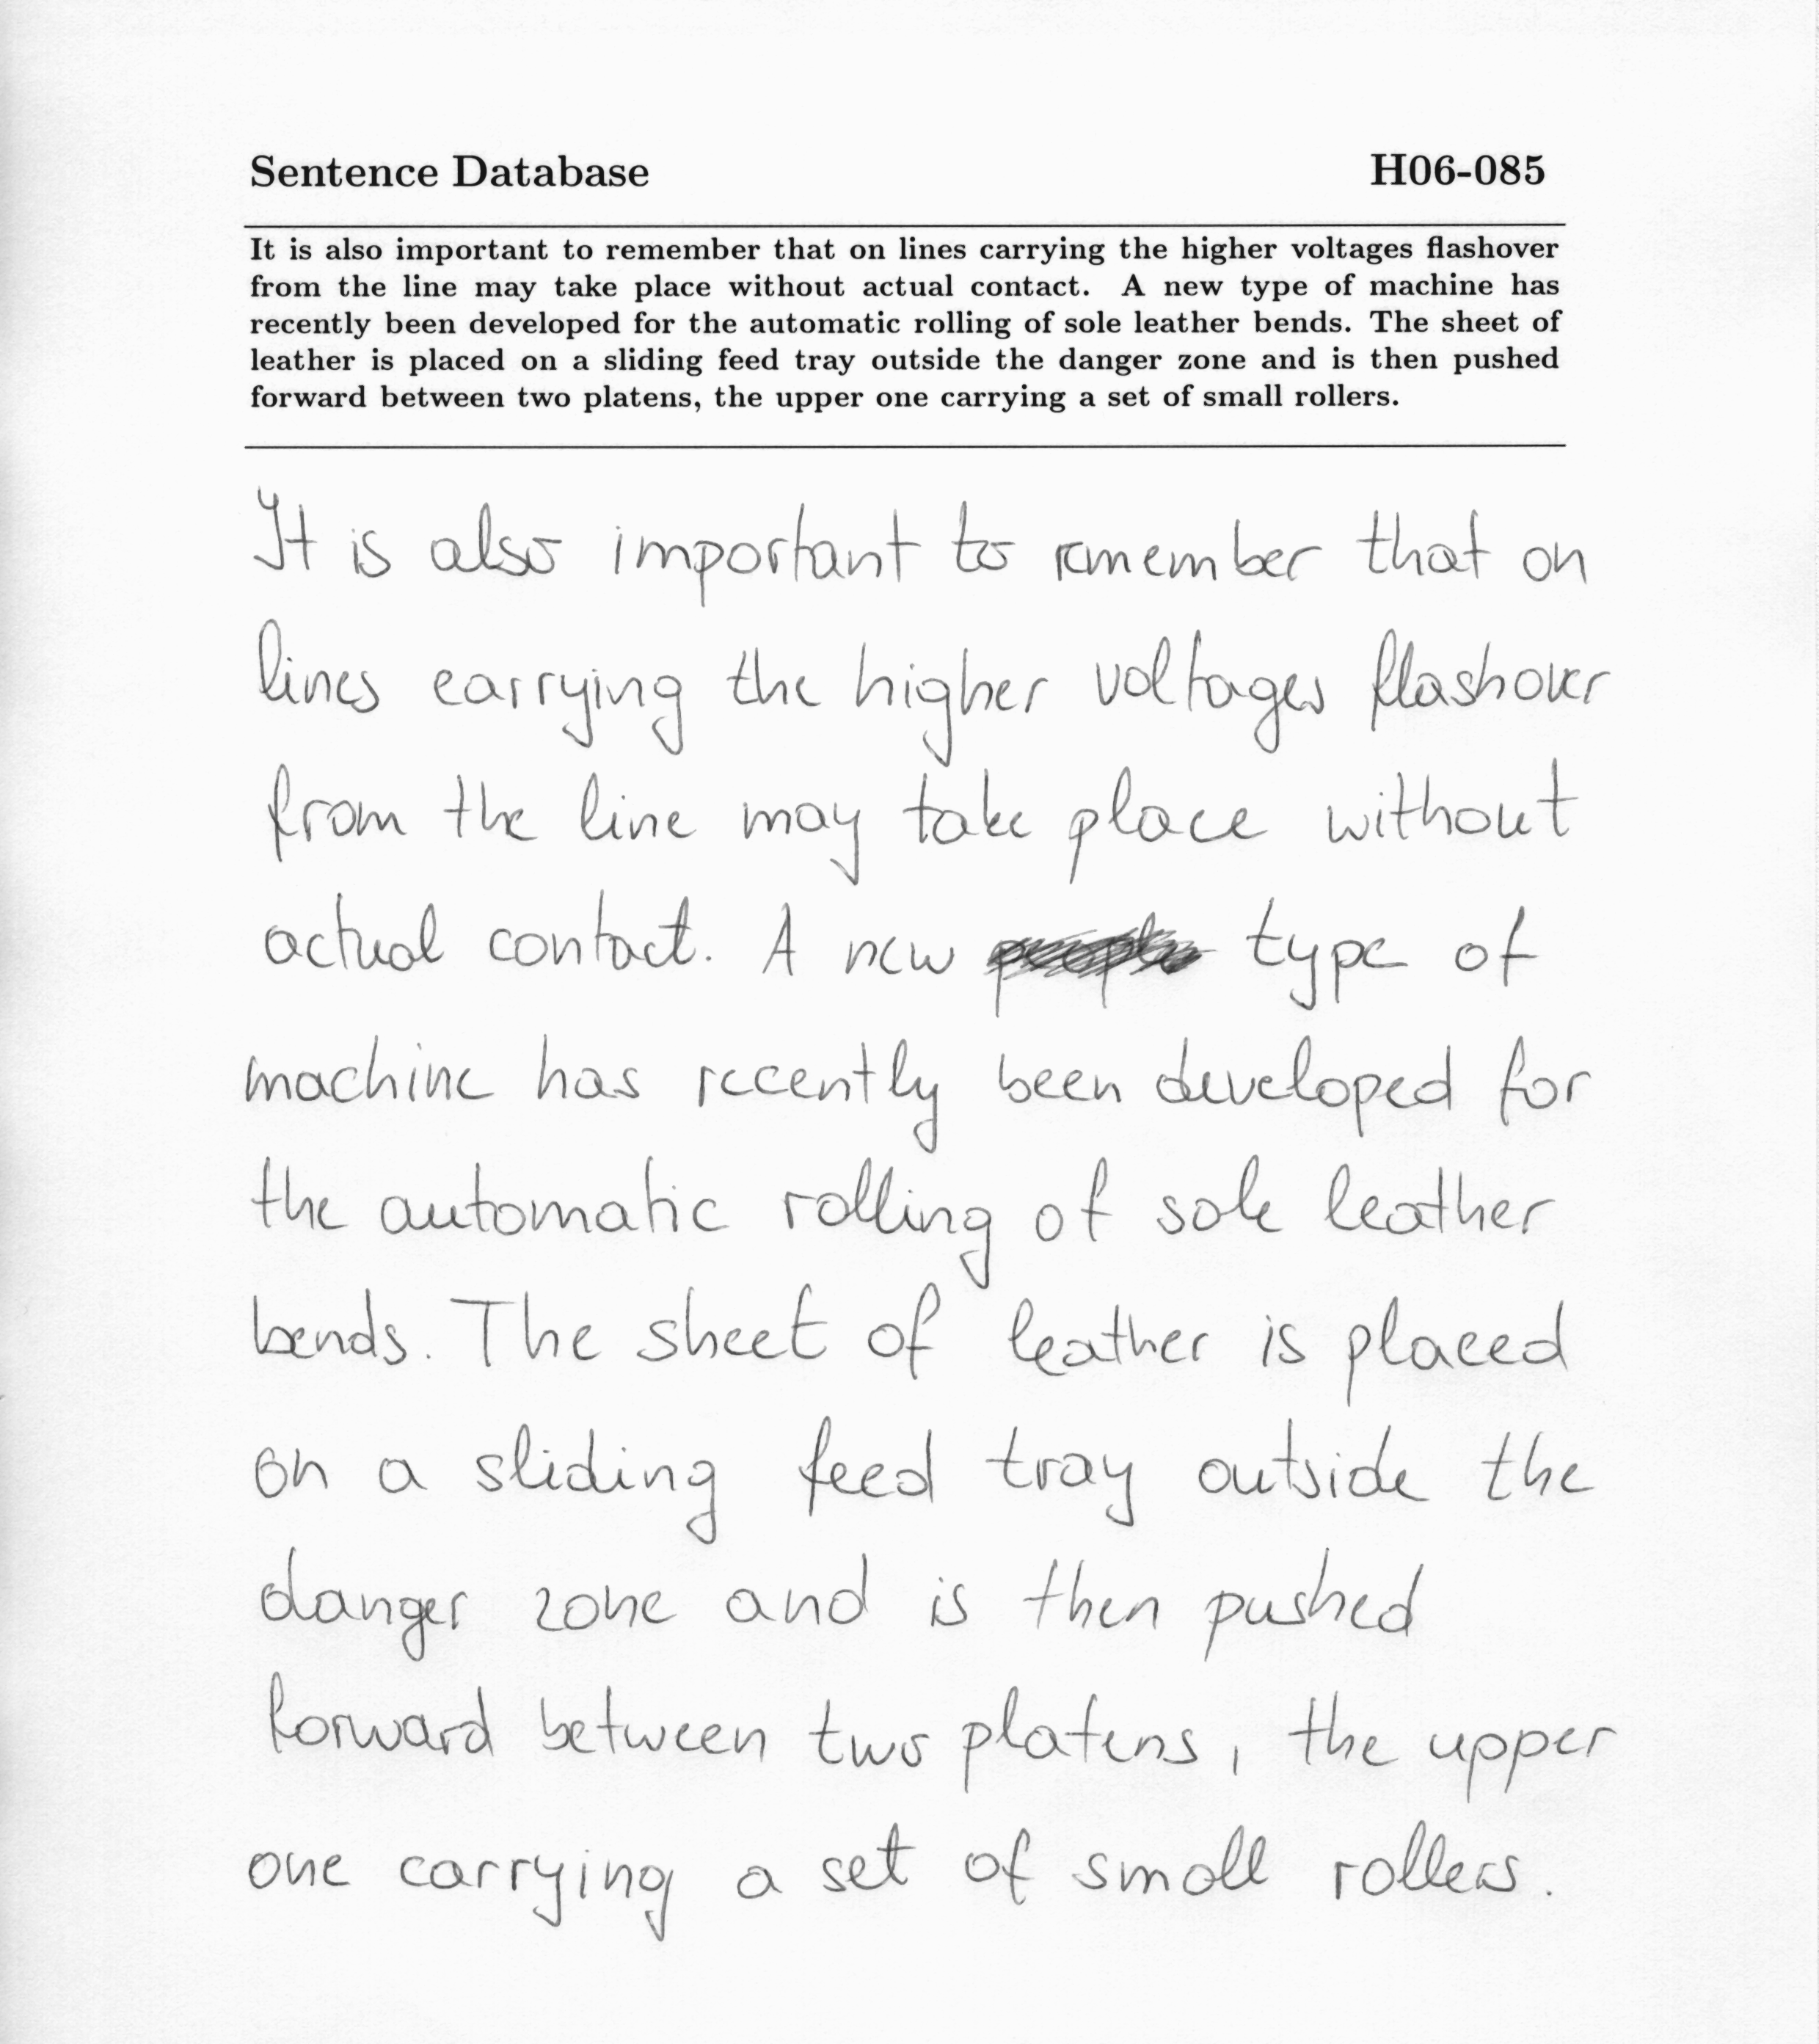 Sentence Database H06-085
It is also important to remember that on lines carrying the higher voltages flashover
from the line may take place without actual contact. A new type of machine has
recently been developed for the automatic rolling of sole leather bends. The sheet of
leather is placed on a sliding feed tray outside the danger zone and is then pushed
forward between two platens, the upper one carrying a set of small rollers.
It is also important to remember that on
lines carrying the higher voltages flashover
from the line may take place without
actual contact. A new type of
machine has recently been developed for
the automatic rolling of sole leather
bends. The sheet of leather is placed
on a sliding feed tray outside the
danger zone and is then pushed
forward between two platens, the upper
one carrying a set of small rollers.